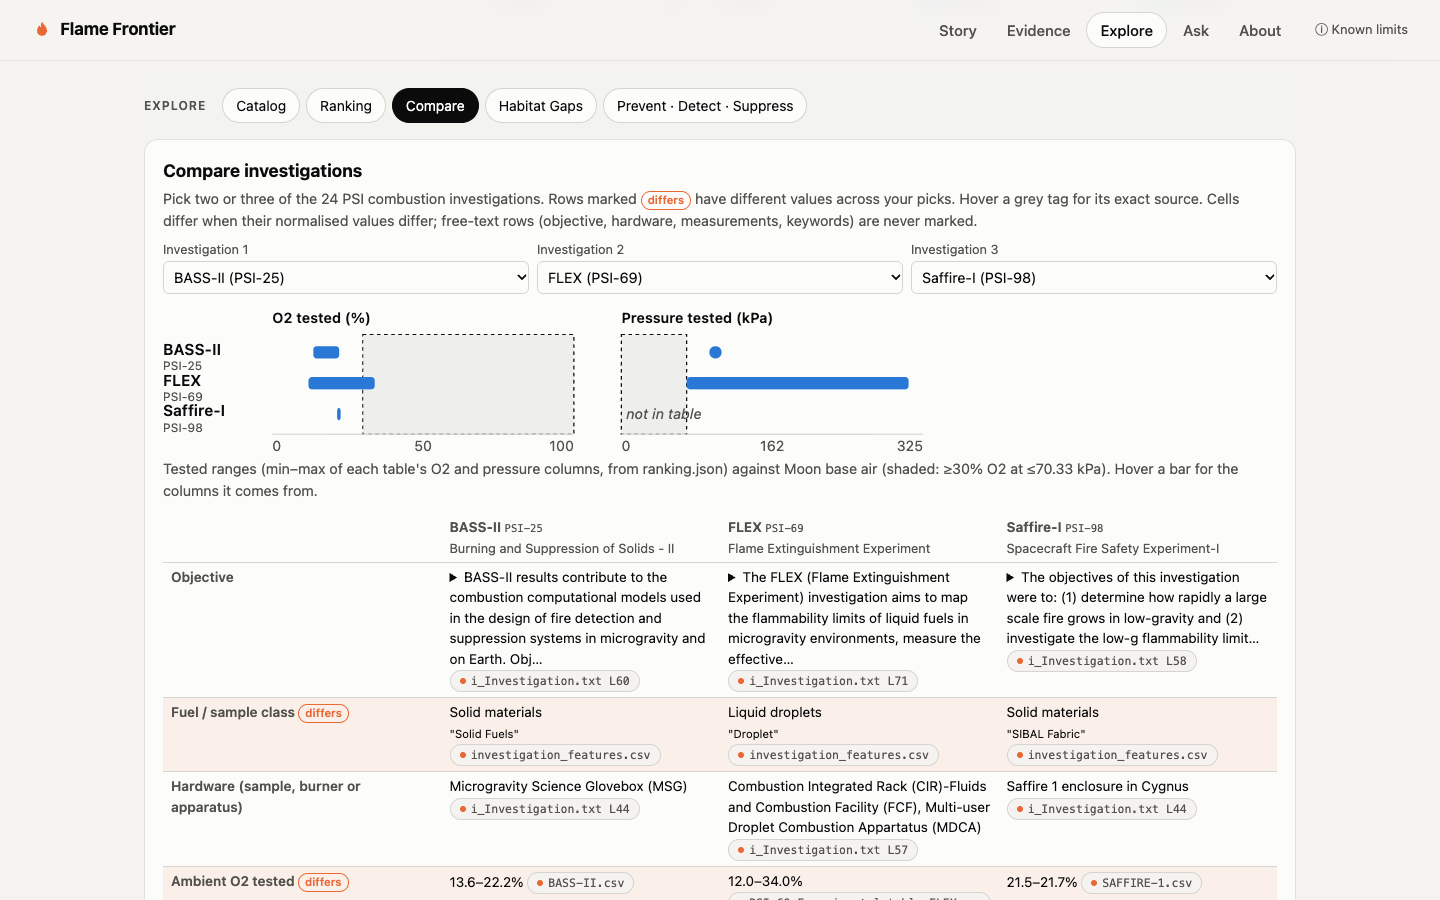 Flame Frontier
Story Evidence Explore Ask About ⓘ Known limits
EXPLORE Catalog Ranking Compare Habitat Gaps Prevent · Detect · Suppress
Compare investigations
Pick two or three of the 24 PSI combustion investigations. Rows marked differs have different values across your picks. Hover a grey tag for its exact source. Cells
differ when their normalised values differ; free-text rows (objective, hardware, measurements, keywords) are never marked.
Investigation 1 Investigation 2 Investigation 3
BASS-II (PSI-25) FLEX (PSI-69) Saffire-I (PSI-98)
O2 tested (%) Pressure tested (kPa)
BASS-II
PSI-25
FLEX
PSI-69
Saffire-I not in table
PSI-98
0 50 100 0 162 325
Tested ranges (min–max of each table's O2 and pressure columns, from ranking.json) against Moon base air (shaded: ≥30% O2 at ≤70.33 kPa). Hover a bar for the
columns it comes from.
BASS-II PSI-25 FLEX PSI-69 Saffire-I PSI-98
Burning and Suppression of Solids - II Flame Extinguishment Experiment Spacecraft Fire Safety Experiment-I
Objective
▶ BASS-II results contribute to the
combustion computational models used
in the design of fire detection and
suppression systems in microgravity and
on Earth. Obj...
i_Investigation.txt L60
▶ The FLEX (Flame Extinguishment
Experiment) investigation aims to map
the flammability limits of liquid fuels in
microgravity environments, measure the
effective...
i_Investigation.txt L71
▶ The objectives of this investigation
were to: (1) determine how rapidly a large
scale fire grows in low-gravity and (2)
investigate the low-g flammability limit...
i_Investigation.txt L58
Fuel / sample class differs
Solid materials
"Solid Fuels"
investigation_features.csv
Liquid droplets
"Droplet"
investigation_features.csv
Solid materials
"SIBAL Fabric"
investigation_features.csv
Hardware (sample, burner or
apparatus)
Microgravity Science Glovebox (MSG)
i_Investigation.txt L44
Combustion Integrated Rack (CIR)-Fluids
and Combustion Facility (FCF), Multi-user
Droplet Combustion Appartatus (MDCA)
i_Investigation.txt L57
Saffire 1 enclosure in Cygnus
i_Investigation.txt L44
Ambient O2 tested differs
13.6–22.2% BASS-II.csv
12.0–34.0%
21.5–21.7% SAFFIRE-1.csv